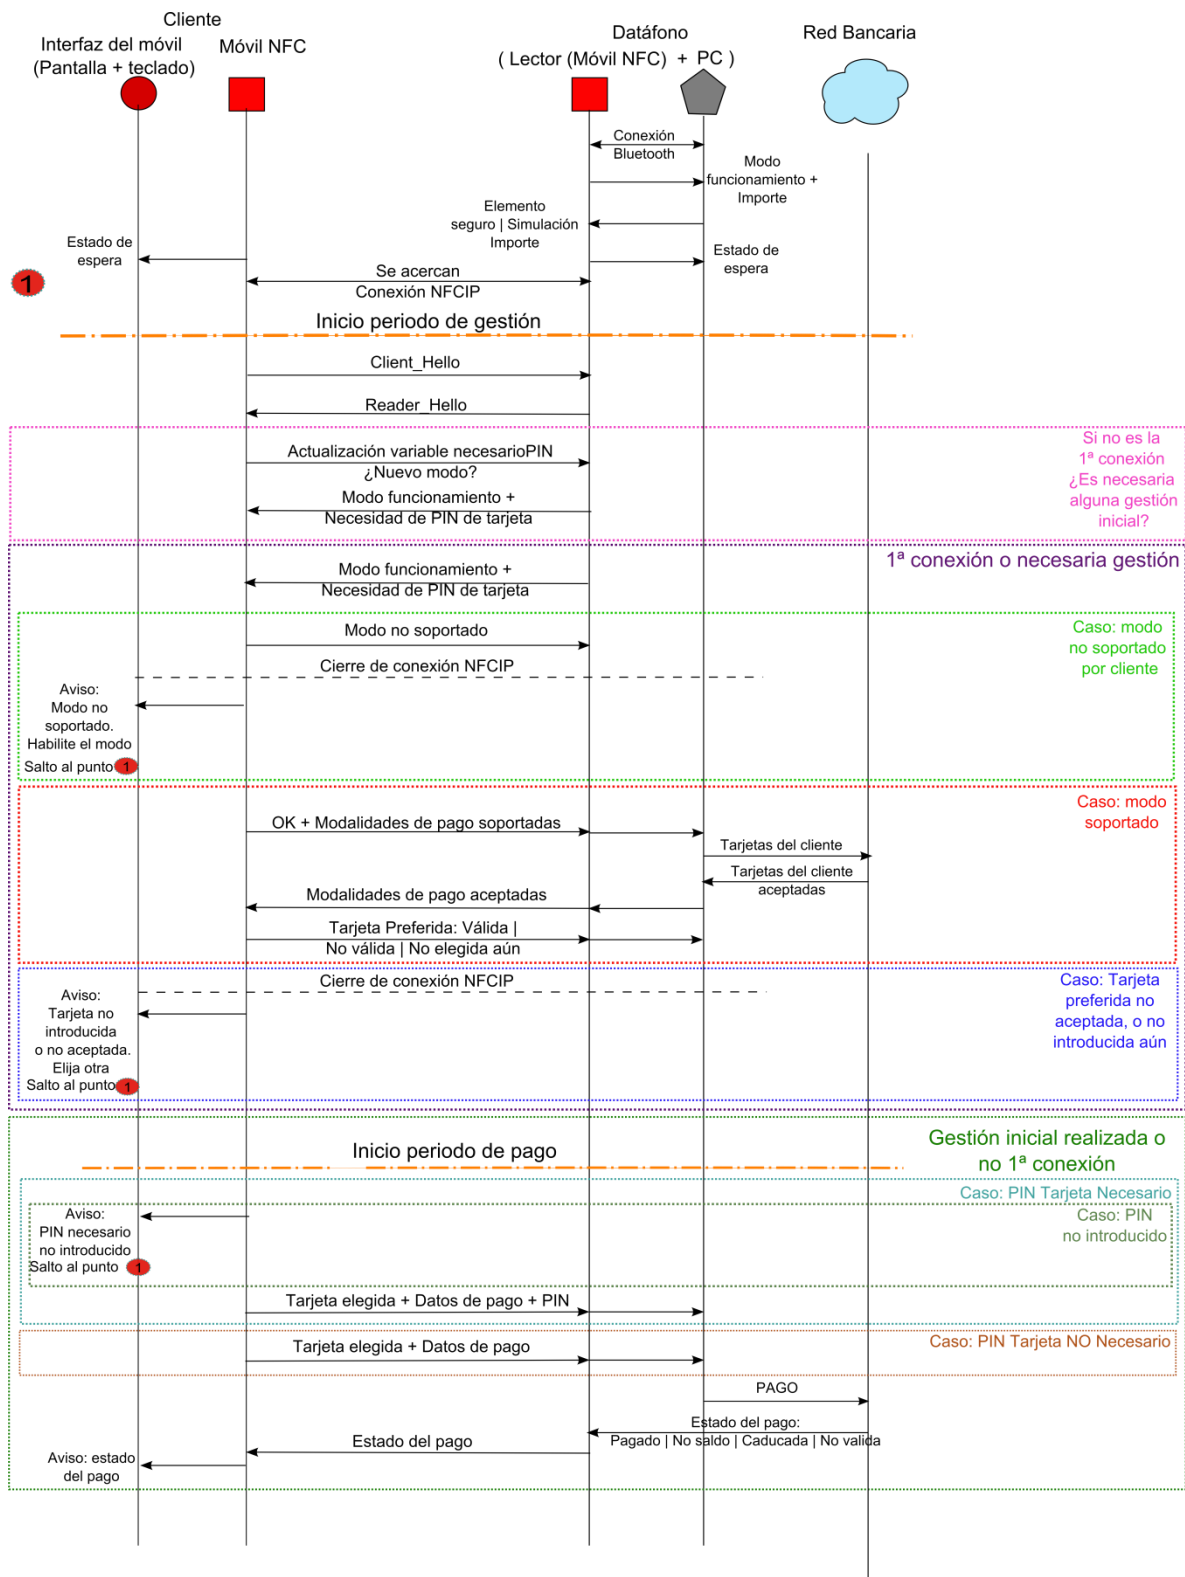 Cliente
Interfaz del móvil
(Pantalla + teclado)
Móvil NFC
Datáfono
( Lector (Móvil NFC) + PC )
Red Bancaria
Conexión
Bluetooth
Modo
funcionamiento +
Importe
Elemento
seguro | Simulación
Importe
Estado de
espera
Estado de
espera
1
Se acercan
Conexión NFCIP
Inicio periodo de gestión
Client_Hello
Reader_Hello
Si no es la
1ª conexión
¿Es necesaria
alguna gestión
inicial?
Actualización variable necesarioPIN
¿Nuevo modo?
Modo funcionamiento +
Necesidad de PIN de tarjeta
1ª conexión o necesaria gestión
Modo funcionamiento +
Necesidad de PIN de tarjeta
Caso: modo
no soportado
por cliente
Modo no soportado
Cierre de conexión NFCIP
Aviso:
Modo no
soportado.
Habilite el modo
Salto al punto 1
Caso: modo
soportado
OK + Modalidades de pago soportadas
Tarjetas del cliente
Tarjetas del cliente
aceptadas
Modalidades de pago aceptadas
Tarjeta Preferida: Válida |
No válida | No elegida aún
Cierre de conexión NFCIP
Caso: Tarjeta
preferida no
aceptada, o no
introducida aún
Aviso:
Tarjeta no
introducida
o no aceptada.
Elija otra
Salto al punto 1
Gestión inicial realizada o
no 1ª conexión
Inicio periodo de pago
Caso: PIN Tarjeta Necesario
Caso: PIN
no introducido
Aviso:
PIN necesario
no introducido
Salto al punto 1
Tarjeta elegida + Datos de pago + PIN
Caso: PIN Tarjeta NO Necesario
Tarjeta elegida + Datos de pago
PAGO
Estado del pago:
Pagado | No saldo | Caducada | No valida
Estado del pago
Aviso: estado
del pago